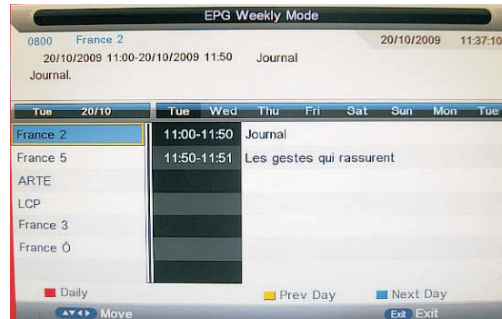 EPG Weekly Mode
0800 France 2 20/10/2009 11:37:10
20/10/2009 11:00-20/10/2009 11:50 Journal
Journal.
Tue 20/10 Tue Wed Thu Fri Sat Sun Mon Tue
France 2 11:00-11:50 Journal
France 5 11:50-11:51 Les gestes qui rassurent
ARTE
LCP
France 3
France Ô
Daily Prev Day Next Day
Move Exit Exit